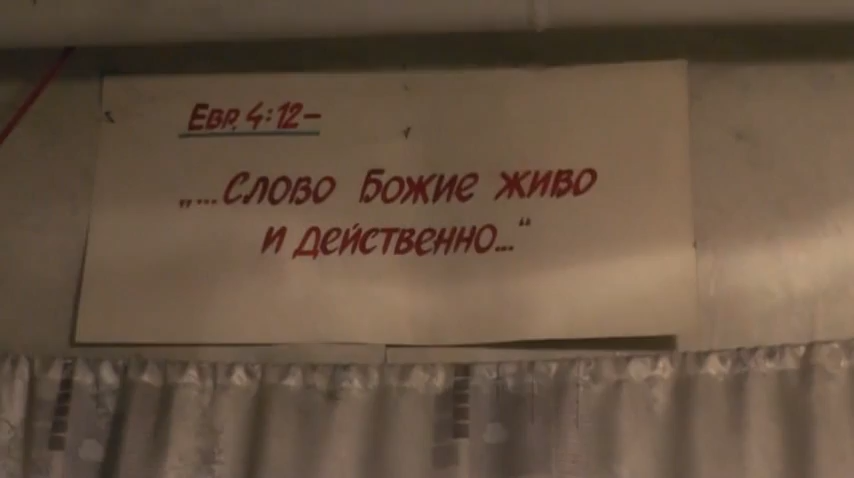 Евр. 4:12–
„...Слово Божие живо
и действенно...“